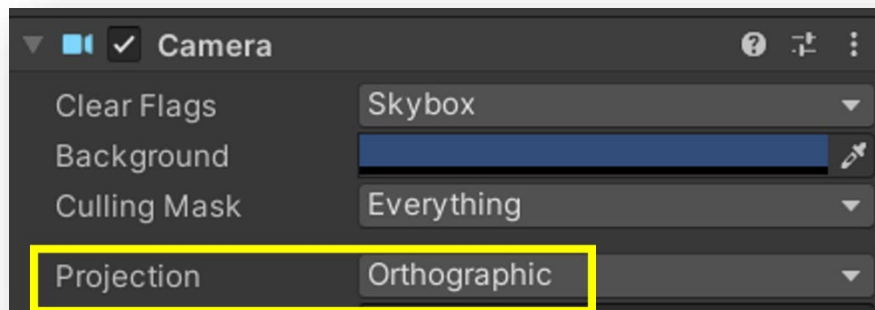 Camera
Clear Flags Skybox
Background
Culling Mask Everything
Projection Orthographic